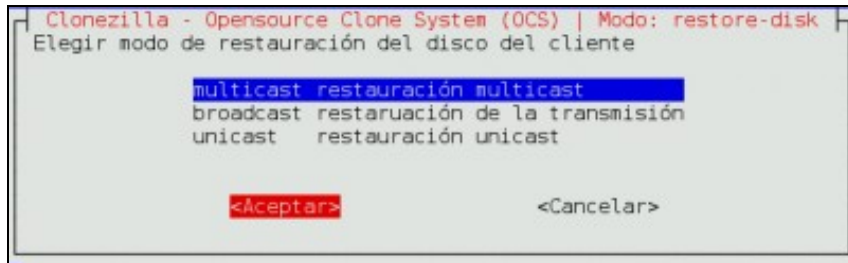 Clonezilla - Opensource Clone System (OCS) | Modo: restore-disk
Elegir modo de restauración del disco del cliente
multicast restauración multicast
broadcast restaruación de la transmisión
unicast restauración unicast
<Aceptar> <Cancelar>